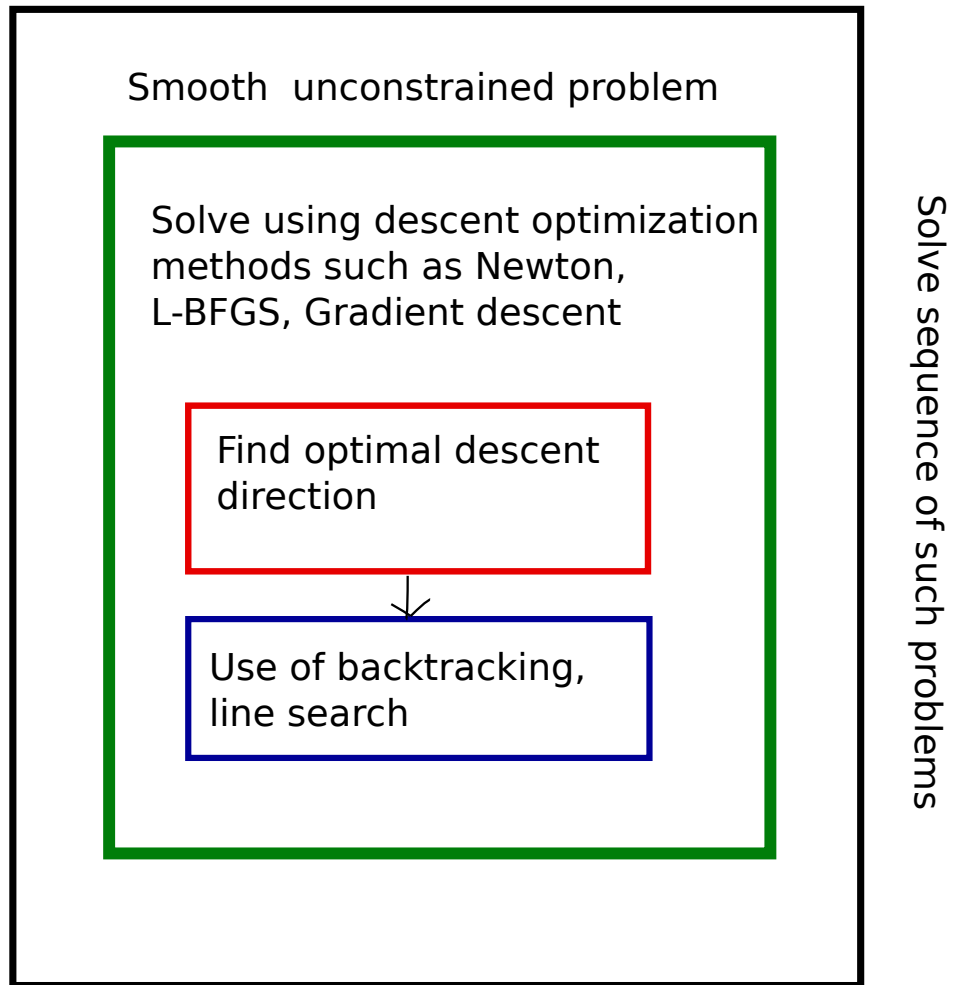 Smooth  unconstrained problem
Solve using descent optimization
methods such as Newton,
L-BFGS, Gradient descent
Find optimal descent
direction
Use of backtracking,
line search
Solve sequence of such problems